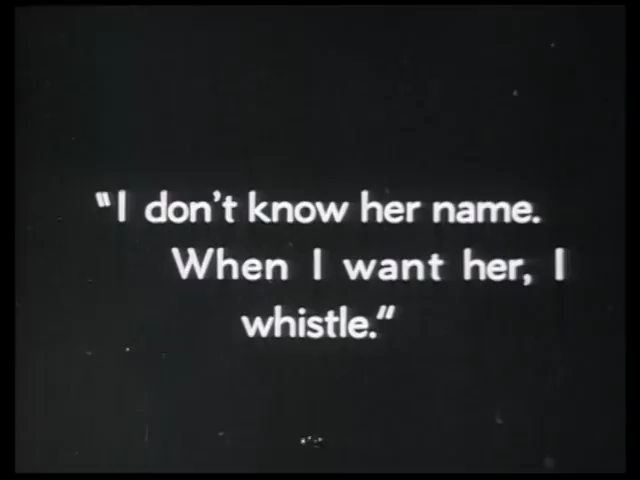 "I don't know her name.
When I want her, I
whistle."